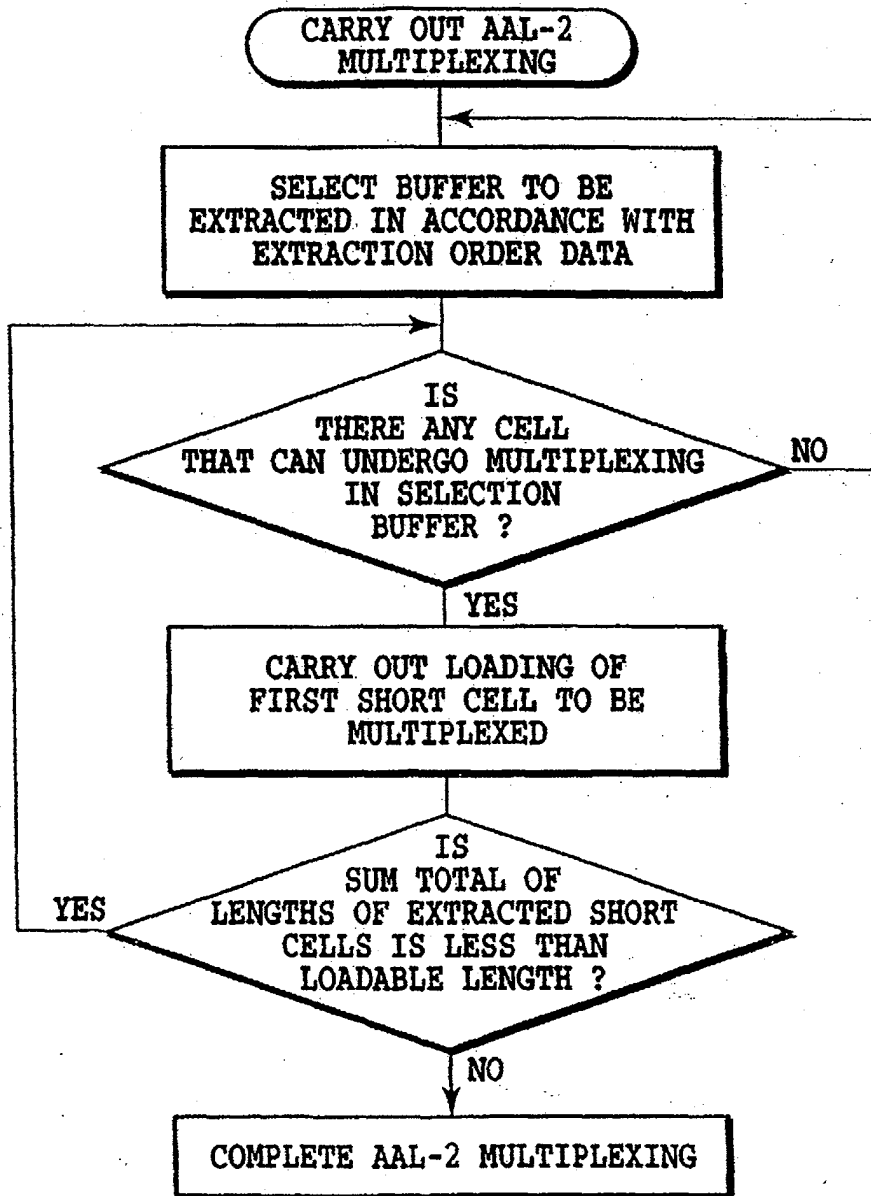 CARRY OUT AAL-2
MULTIPLEXING
SELECT BUFFER TO BE
EXTRACTED IN ACCORDANCE WITH
EXTRACTION ORDER DATA
IS
THERE ANY CELL
THAT CAN UNDERGO MULTIPLEXING
IN SELECTION
BUFFER ?
NO
YES
CARRY OUT LOADING OF
FIRST SHORT CELL TO BE
MULTIPLEXED
IS
SUM TOTAL OF
LENGTHS OF EXTRACTED SHORT
CELLS IS LESS THAN
LOADABLE LENGTH ?
YES
NO
COMPLETE AAL-2 MULTIPLEXING